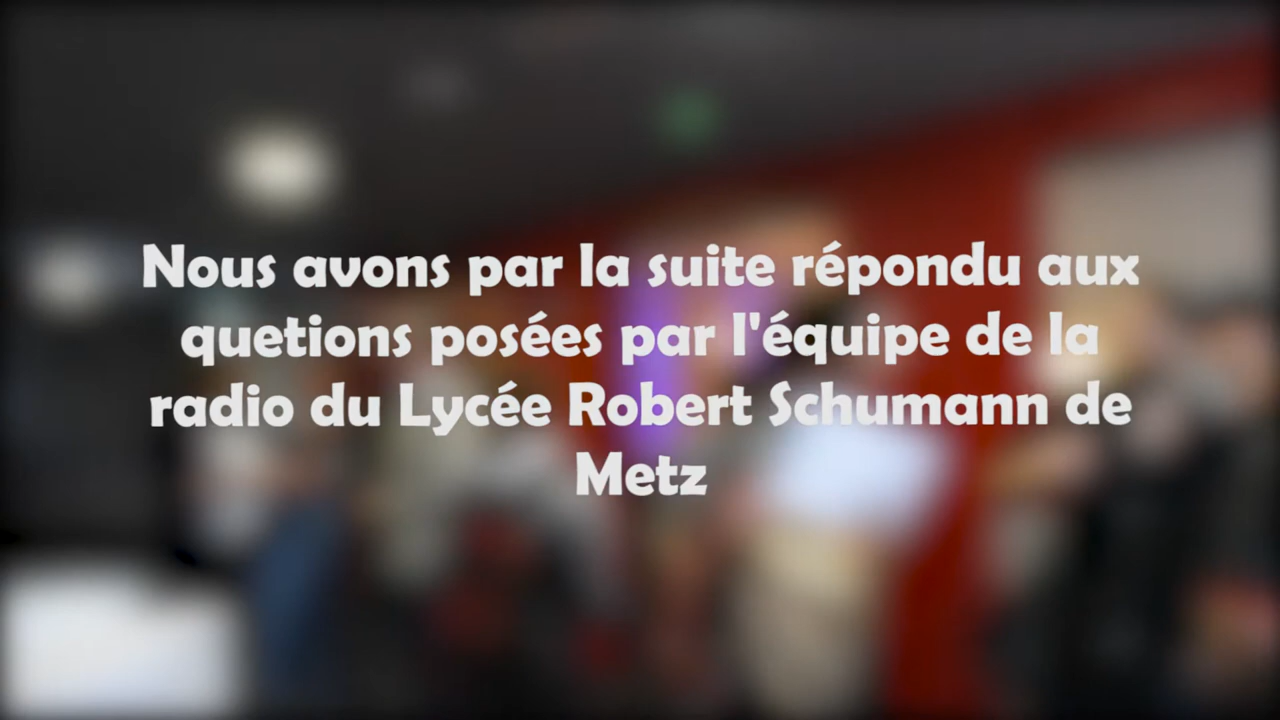 Nous avons par la suite répondu aux
quetions posées par l'équipe de la
radio du Lycée Robert Schumann de
Metz